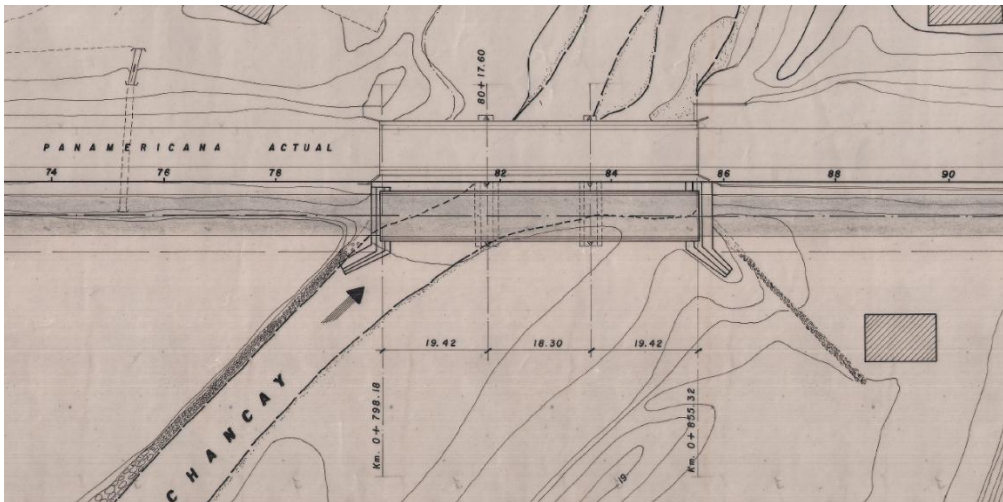 80+17.60
PANAMERICANA ACTUAL
74 76 78 82 84 86 88 90
19.42 18.30 19.42
Km. 0+798.18
Km. 0+855.32
CHANCAY
19